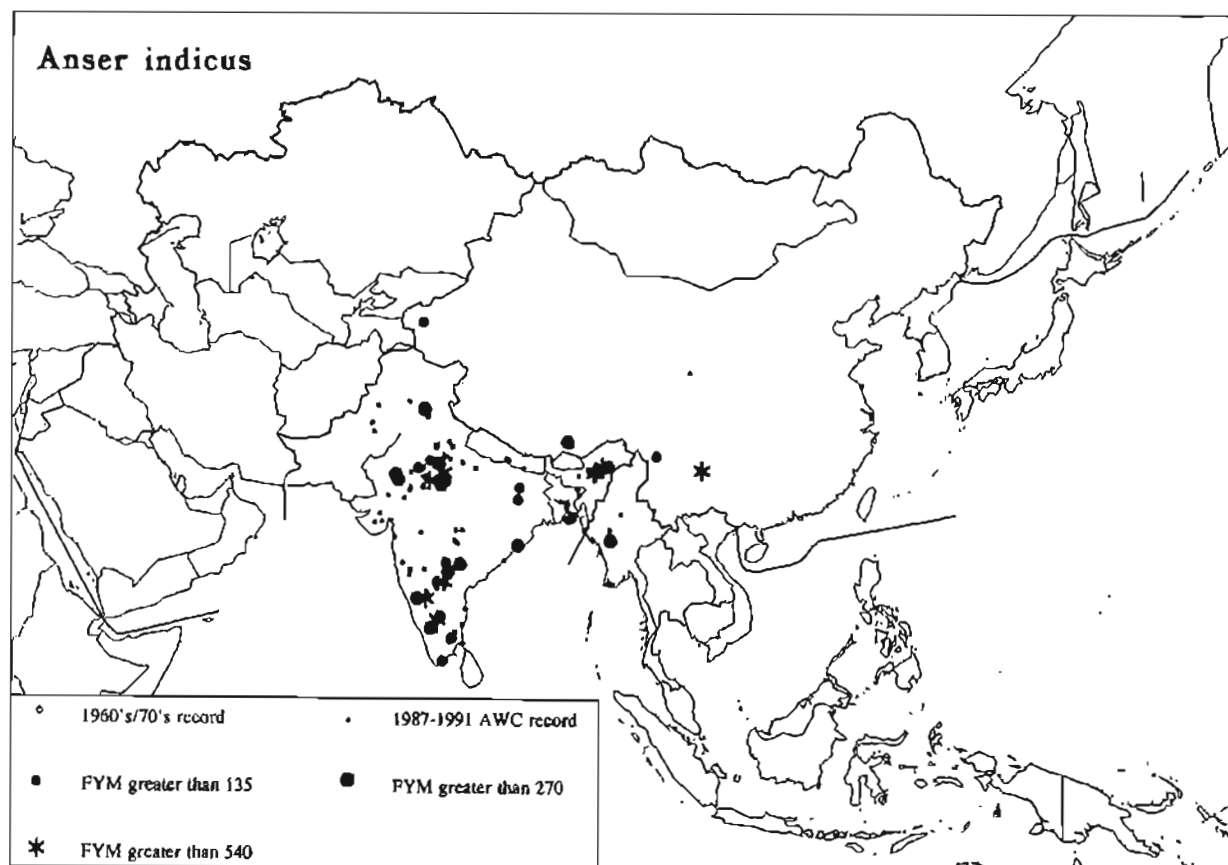 Anser indicus
1960's/70's record
1987-1991 AWC record
FYM greater than 135
FYM greater than 270
FYM greater than 540